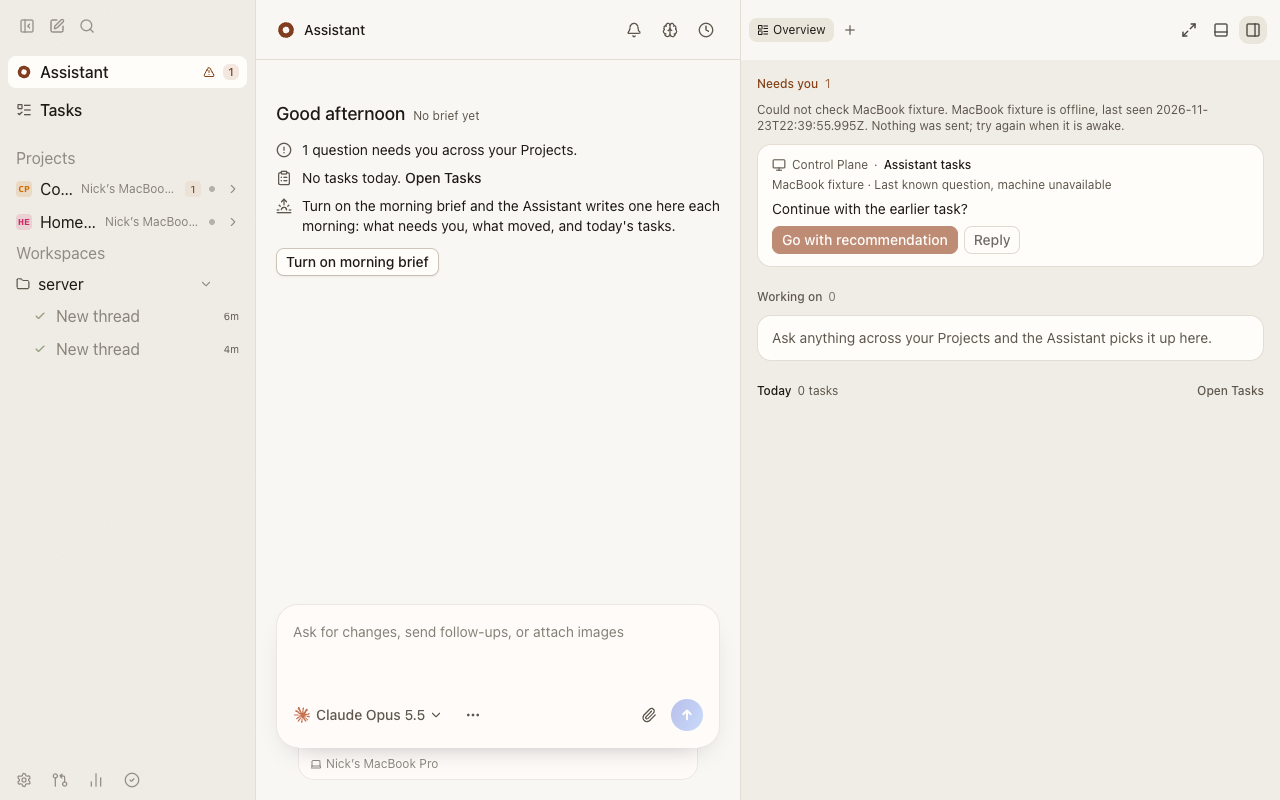 Assistant
1
Tasks
Projects
CP Co... Nick's MacBoo... 1
HE Home... Nick's MacBoo...
Workspaces
server
New thread 6m
New thread 4m
Assistant
Good afternoon No brief yet
1 question needs you across your Projects.
No tasks today. Open Tasks
Turn on the morning brief and the Assistant writes one here each
morning: what needs you, what moved, and today's tasks.
Turn on morning brief
Ask for changes, send follow-ups, or attach images
Claude Opus 5.5
Nick's MacBook Pro
Overview
Needs you 1
Could not check MacBook fixture. MacBook fixture is offline, last seen 2026-11-
23T22:39:55.995Z. Nothing was sent; try again when it is awake.
Control Plane · Assistant tasks
MacBook fixture · Last known question, machine unavailable
Continue with the earlier task?
Go with recommendation Reply
Working on 0
Ask anything across your Projects and the Assistant picks it up here.
Today 0 tasks Open Tasks